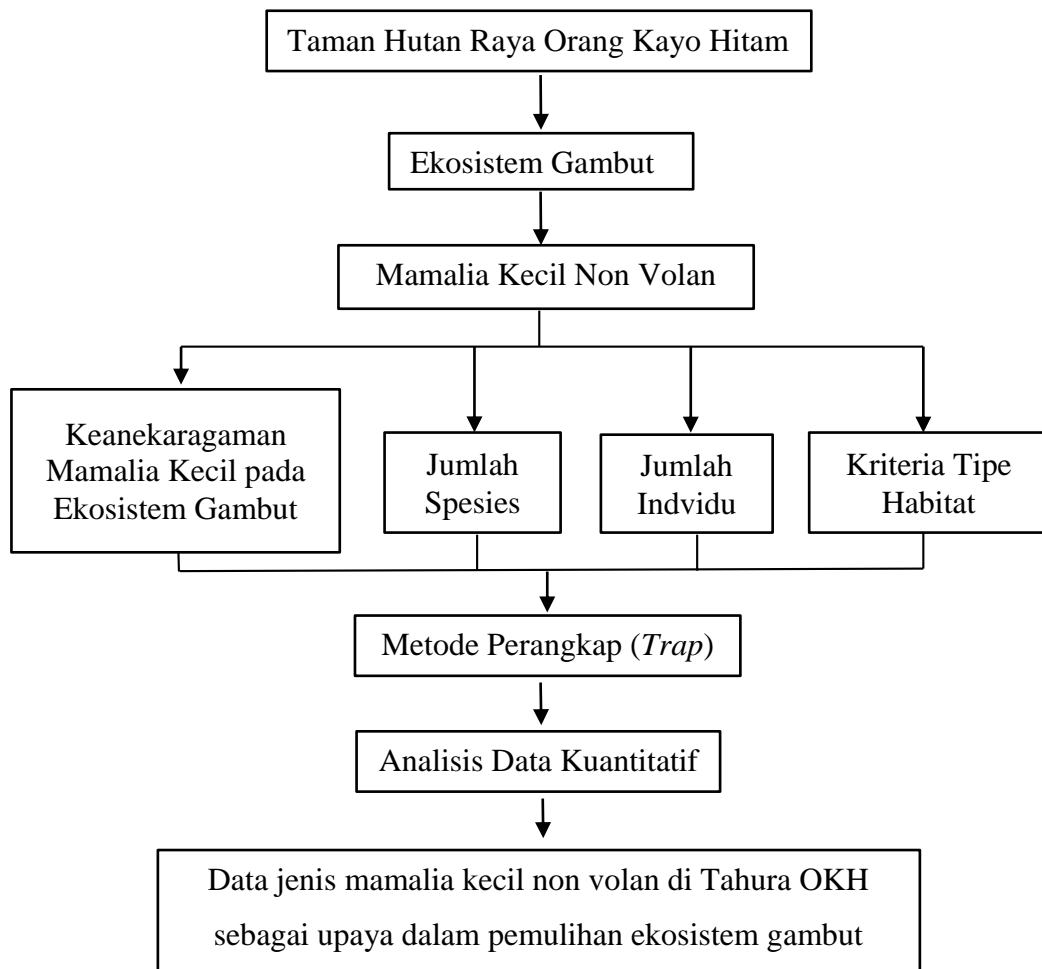 Taman Hutan Raya Orang Kayo Hitam
Ekosistem Gambut
Mamalia Kecil Non Volan
Keanekaragaman
Mamalia Kecil pada
Ekosistem Gambut
Jumlah
Spesies
Jumlah
Indvidu
Kriteria Tipe
Habitat
Metode Perangkap (Trap)
Analisis Data Kuantitatif
Data jenis mamalia kecil non volan di Tahura OKH
sebagai upaya dalam pemulihan ekosistem gambut